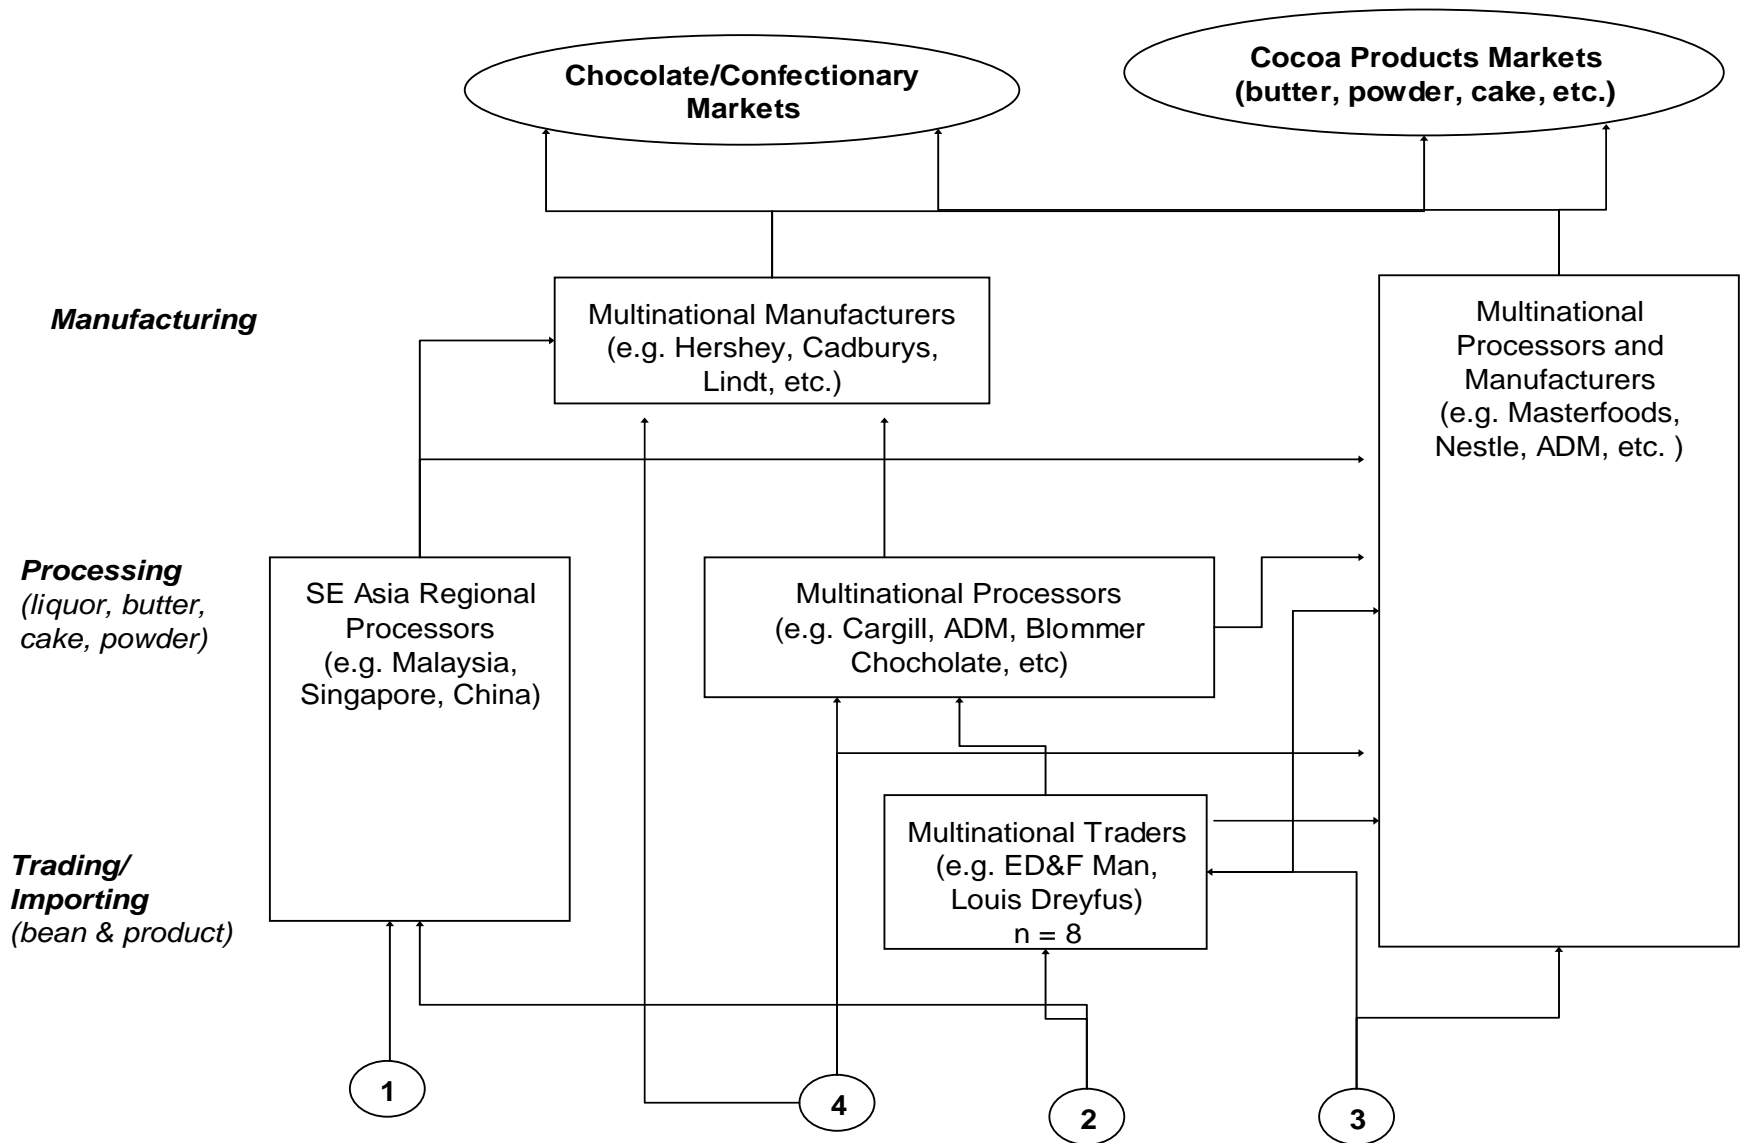 Chocolate/Confectionary
Markets
Cocoa Products Markets
(butter, powder, cake, etc.)
Manufacturing
Multinational Manufacturers
(e.g. Hershey, Cadburys,
Lindt, etc.)
Multinational
Processors and
Manufacturers
(e.g. Masterfoods,
Nestle, ADM, etc. )
Processing
(liquor, butter,
cake, powder)
SE Asia Regional
Processors
(e.g. Malaysia,
Singapore, China)
Multinational Processors
(e.g. Cargill, ADM, Blommer
Chocholate, etc)
Trading/
Importing
(bean & product)
Multinational Traders
(e.g. ED&F Man,
Louis Dreyfus)
n = 8
1
4
2
3